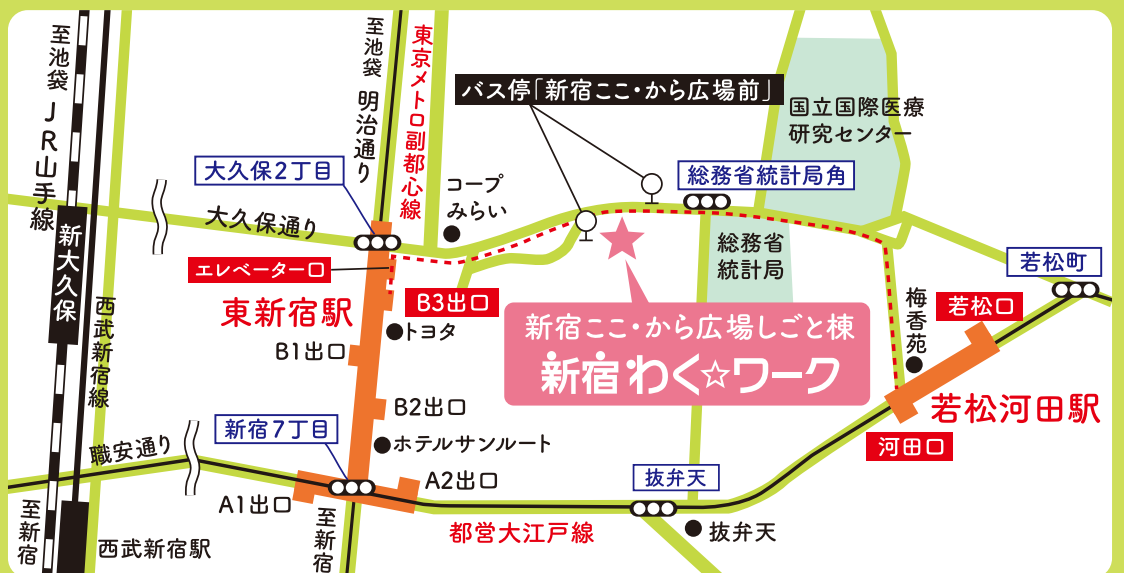 至池袋
JR山手線
新大久保
西武新宿線
至新宿
西武新宿駅
職安通り
大久保通り
大久保2丁目
至池袋
明治通り
東京メトロ副都心線
コープ
みらい
エレベーター口
東新宿駅
B3出口
トヨタ
B1出口
B2出口
新宿7丁目
ホテルサンルート
A1出口
A2出口
至新宿
都営大江戸線
バス停「新宿ここ・から広場前」
国立国際医療
研究センター
総務省統計局角
総務省
統計局
新宿ここ・から広場しごと棟
新宿わく☆ワーク
抜弁天
抜弁天
梅香苑
若松口
若松町
若松河田駅
河田口